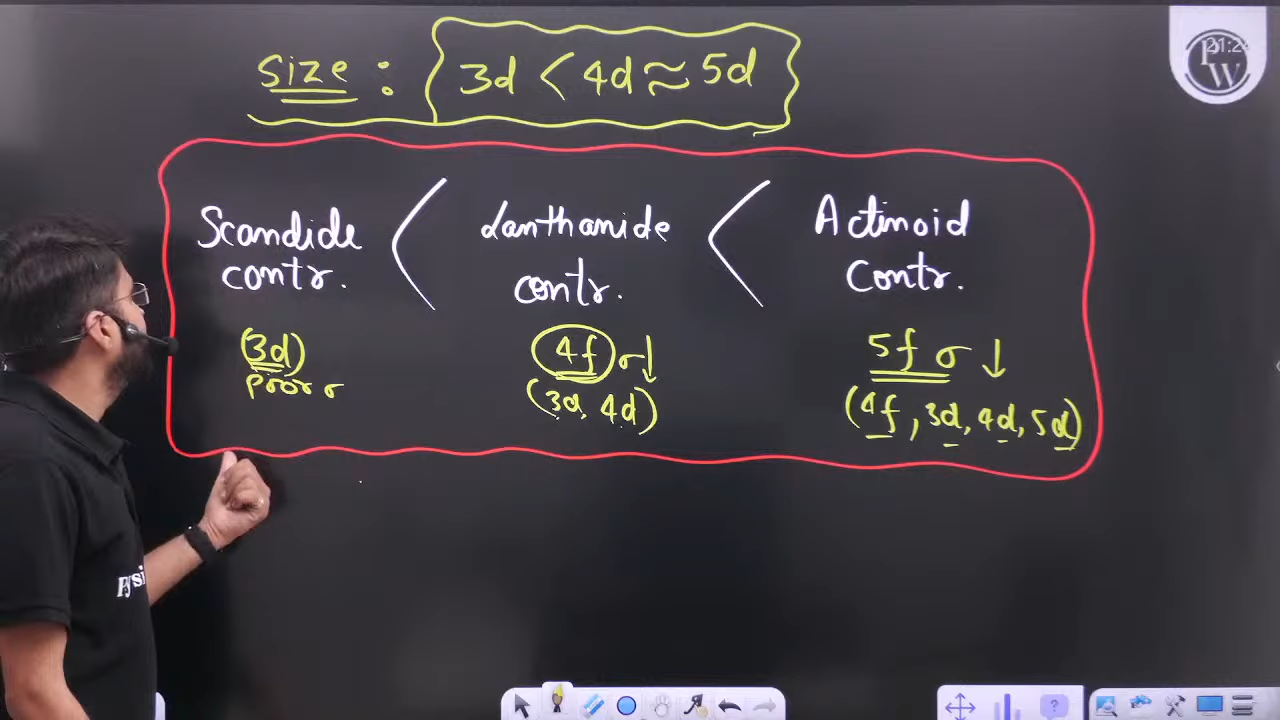 Size : 3d < 4d ≈ 5d
Scandide < Lanthanide < Actinoid
contr. contr. Contr.
(3d) 4f σ↓ 5f σ ↓
poor σ (3d, 4d) (4f, 3d, 4d, 5d)
PW